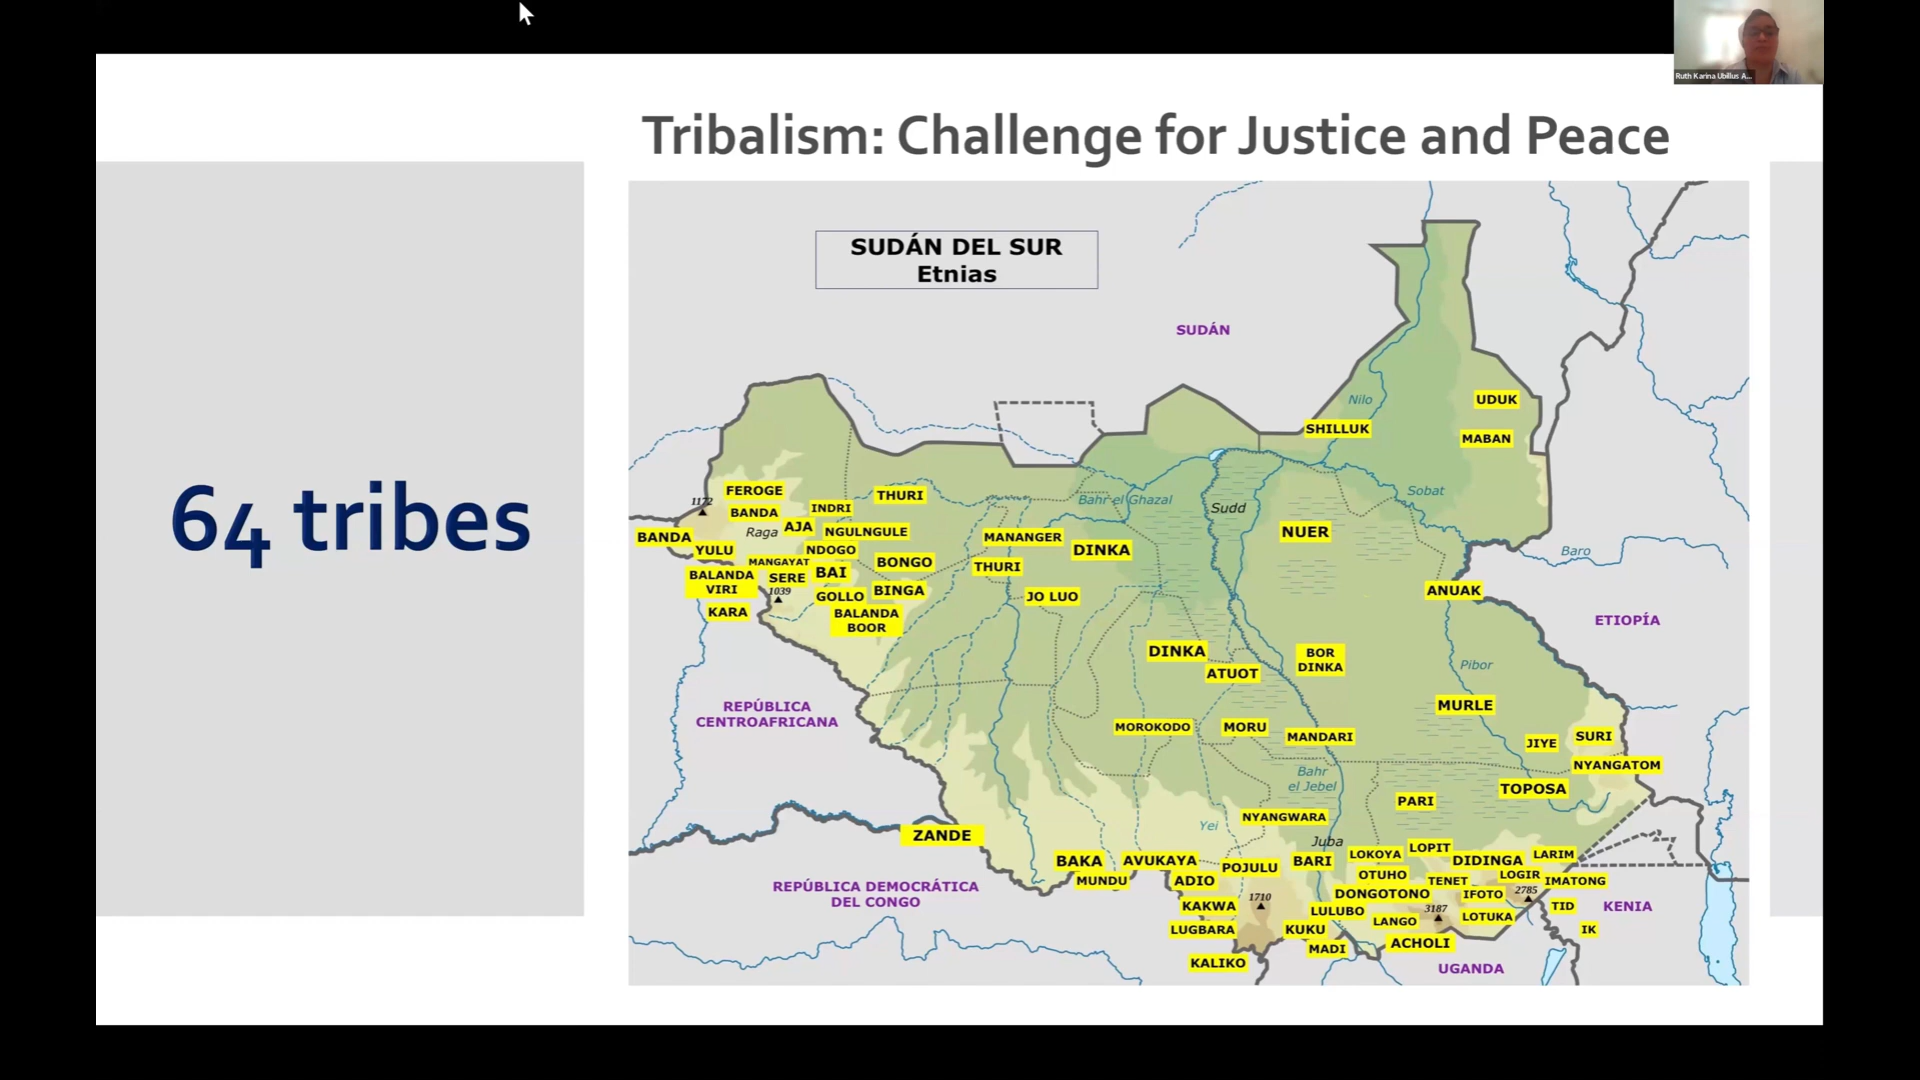 Ruth Karina Ubillus A...
Tribalism: Challenge for Justice and Peace
64 tribes
SUDÁN DEL SUR
Etnias
SUDÁN
Nilo
UDUK
SHILLUK
MABAN
FEROGE
THURI
1172
BANDA
INDRI
Bahr el Ghazal
Sobat
Sudd
BANDA
Raga
AJA
NGULNGULE
MANANGER
DINKA
NUER
YULU
NDOGO
Baro
MANGAYAT
BONGO
THURI
BALANDA
VIRI
SERE
BAI
1039
GOLLO
BINGA
JO LUO
ANUAK
KARA
BALANDA
BOOR
ETIOPÍA
DINKA
ATUOT
BOR
DINKA
Pibor
REPÚBLICA
CENTROAFRICANA
MURLE
MOROKODO
MORU
MANDARI
JIYE
SURI
NYANGATOM
Bahr
el Jebel
TOPOSA
PARI
NYANGWARA
Yei
ZANDE
Juba
BAKA
AVUKAYA
POJULU
BARI
LOKOYA
LOPIT
DIDINGA
LARIM
MUNDU
ADIO
OTUHO
TENET
LOGIR
IMATONG
REPÚBLICA DEMOCRÁTICA
DEL CONGO
DONGOTONO
IFOTO
2785
KAKWA
1710
LULUBO
3187
TID
KENIA
LANGO
LOTUKA
LUGBARA
KUKU
IK
MADI
ACHOLI
KALIKO
UGANDA